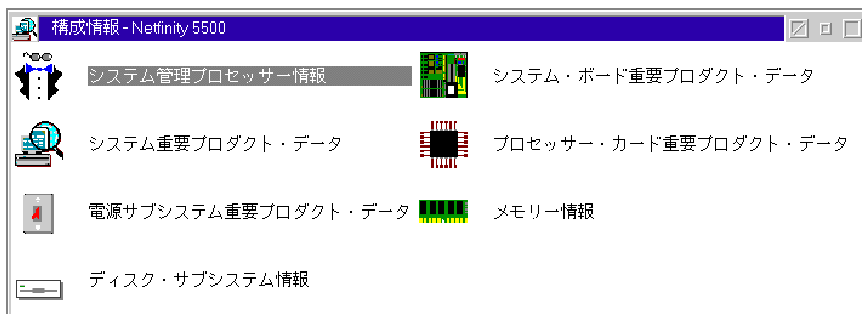 構成情報 - Netfinity 5500
システム管理プロセッサー情報
システム・ボード重要プロダクト・データ
システム重要プロダクト・データ
プロセッサー・カード重要プロダクト・データ
電源サブシステム重要プロダクト・データ
メモリー情報
ディスク・サブシステム情報